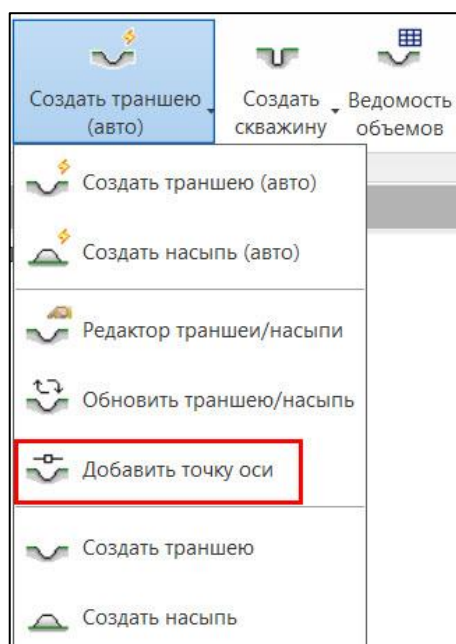 Создать траншею
(авто)
Создать
скважину
Ведомость
объемов
Создать траншею (авто)
Создать насыпь (авто)
Редактор траншеи/насыпи
Обновить траншею/насыпь
Добавить точку оси
Создать траншею
Создать насыпь